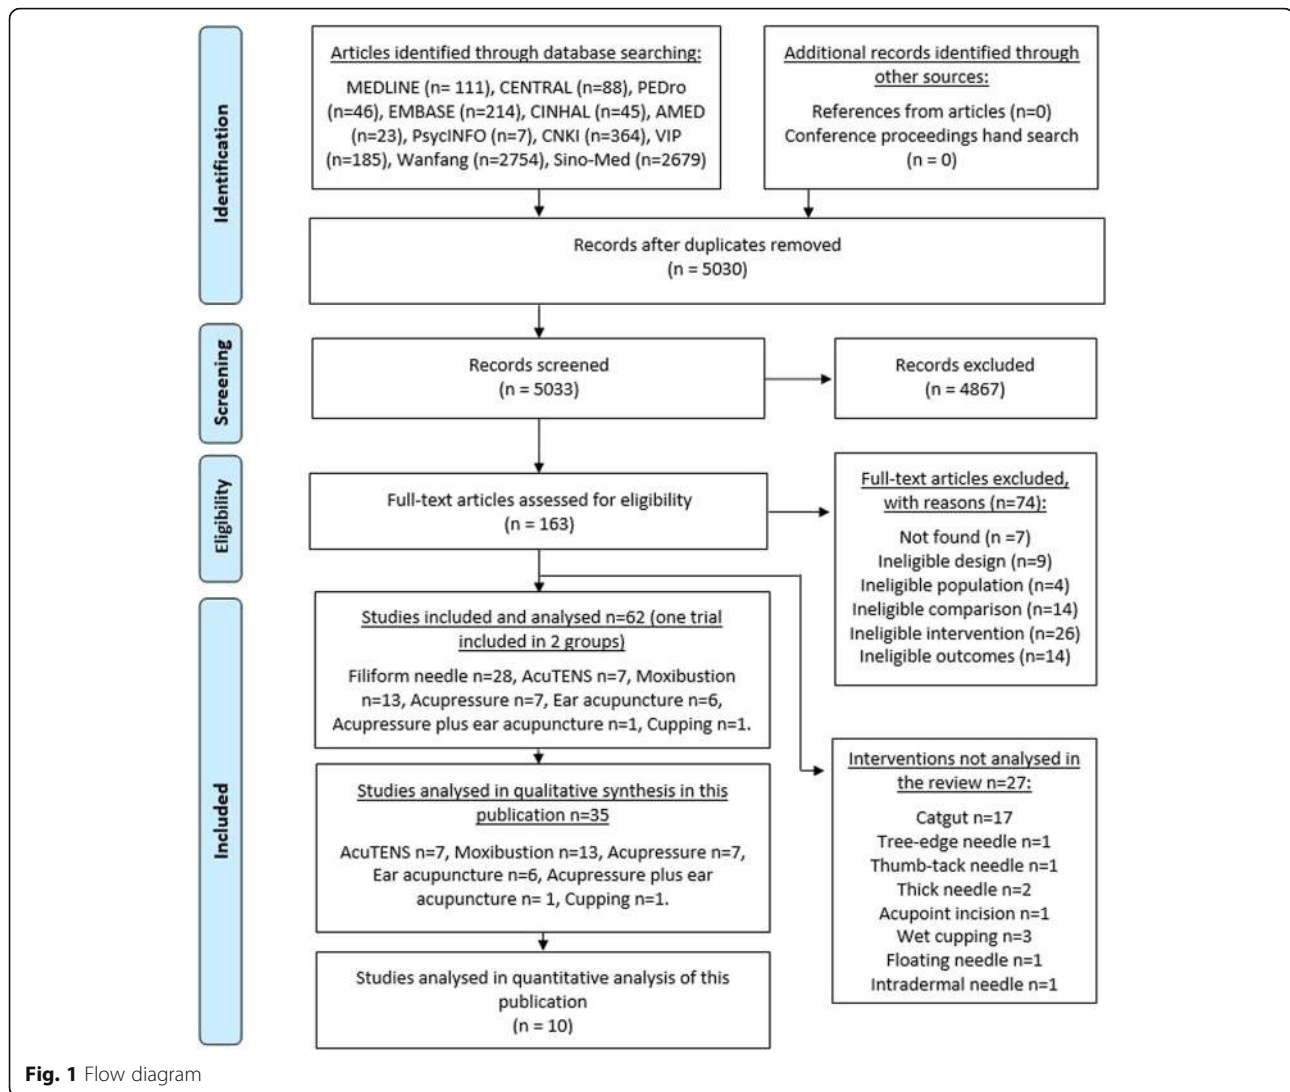 Identification
Articles identified through database searching:
MEDLINE (n= 111), CENTRAL (n=88), PEDro
(n=46), EMBASE (n=214), CINHAL (n=45), AMED
(n=23), PsycINFO (n=7), CNKI (n=364), VIP
(n=185), Wanfang (n=2754), Sino-Med (n=2679)
Additional records identified through
other sources:
References from articles (n=0)
Conference proceedings hand search
(n = 0)
Records after duplicates removed
(n = 5030)
Screening
Records screened
(n = 5033)
Records excluded
(n = 4867)
Eligibility
Full-text articles assessed for eligibility
(n = 163)
Full-text articles excluded,
with reasons (n=74):
Not found (n =7)
Ineligible design (n=9)
Ineligible population (n=4)
Ineligible comparison (n=14)
Ineligible intervention (n=26)
Ineligible outcomes (n=14)
Included
Studies included and analysed n=62 (one trial
included in 2 groups)
Filiform needle n=28, AcuTENS n=7, Moxibustion
n=13, Acupressure n=7, Ear acupuncture n=6,
Acupressure plus ear acupuncture n=1, Cupping n=1.
Interventions not analysed in
the review n=27:
Catgut n=17
Tree-edge needle n=1
Thumb-tack needle n=1
Thick needle n=2
Acupoint incision n=1
Wet cupping n=3
Floating needle n=1
Intradermal needle n=1
Studies analysed in qualitative synthesis in this
publication n=35
AcuTENS n=7, Moxibustion n=13, Acupressure n=7,
Ear acupuncture n=6, Acupressure plus ear
acupuncture n= 1, Cupping n=1.
Studies analysed in quantitative analysis of this
publication
(n = 10)
Fig. 1 Flow diagram